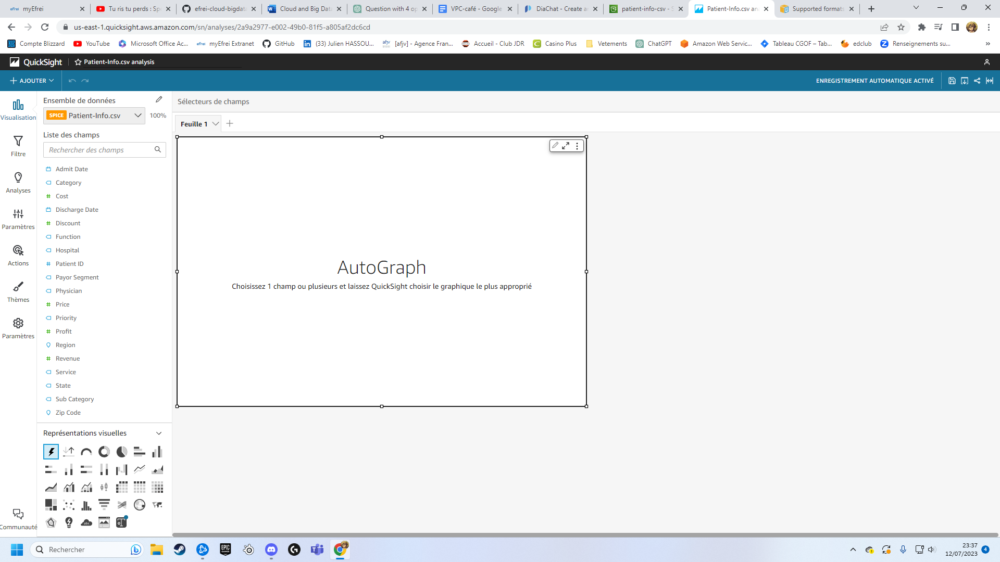 myEfrei
Tu ris tu perds : Spe
efrei-cloud-bigdata
Cloud and Big Data
Question with 4 op
VPC-café - Google
DiaChat - Create a
patient-info-csv - S
Patient-Info.csv an
Supported formats
us-east-1.quicksight.aws.amazon.com/sn/analyses/2a9a2977-e002-49b0-81f5-a805af2dc6cd
Compte Blizzard
YouTube
Microsoft Office Ac...
myEfrei Extranet
GitHub
(33) Julien HASSOU...
[afjv] - Agence Fran...
Accueil - Club JDR
Casino Plus
Vetements
ChatGPT
Amazon Web Servic...
Tableau CGOF – Tab...
edclub
Renseignements su...
QuickSight
Patient-Info.csv analysis
AJOUTER
ENREGISTREMENT AUTOMATIQUE ACTIVÉ
Visualisation
Filtre
Analyses
Paramètres
Actions
Thèmes
Paramètres
Communauté
Ensemble de données
SPICE Patient-Info.csv 100%
Liste des champs
Rechercher des champs
Admit Date
Category
Cost
Discharge Date
Discount
Function
Hospital
Patient ID
Payor Segment
Physician
Price
Priority
Profit
Region
Revenue
Service
State
Sub Category
Zip Code
Représentations visuelles
Sélecteurs de champs
Feuille 1
AutoGraph
Choisissez 1 champ ou plusieurs et laissez QuickSight choisir le graphique le plus approprié
Rechercher
23:37
12/07/2023
4